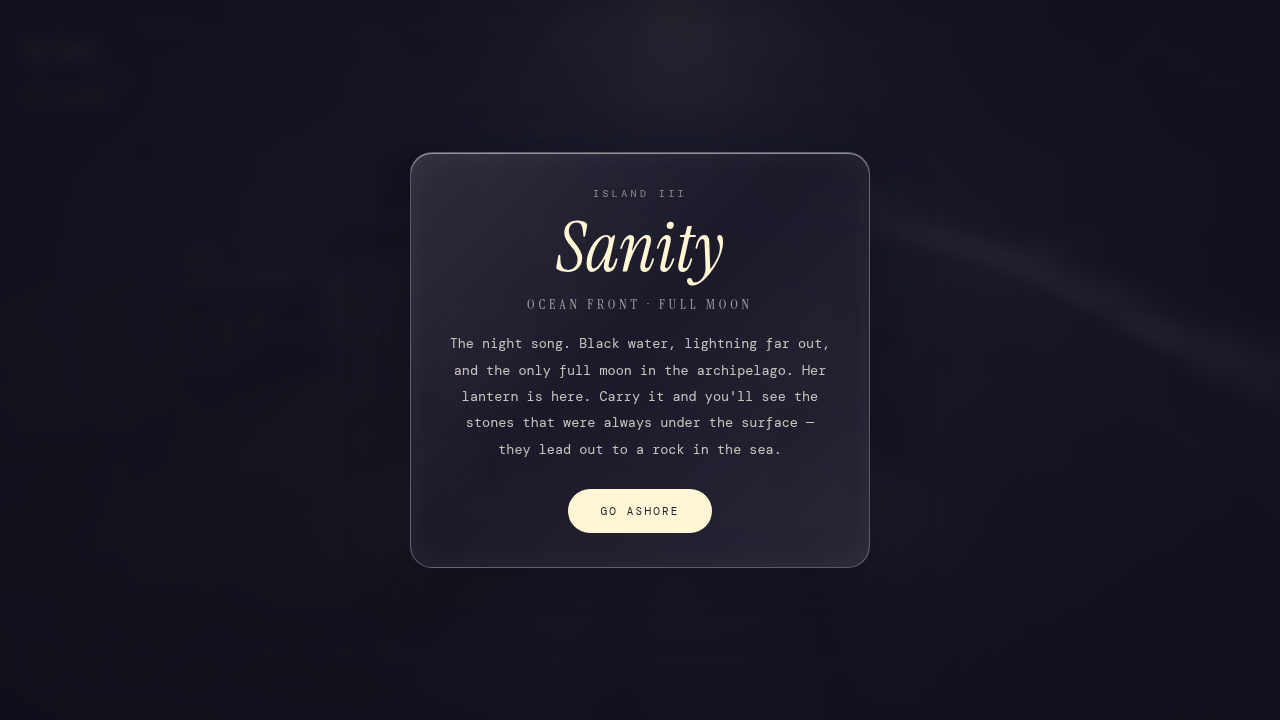 ISLAND III
Sanity
OCEAN FRONT · FULL MOON
The night song. Black water, lightning far out,
and the only full moon in the archipelago. Her
lantern is here. Carry it and you'll see the
stones that were always under the surface —
they lead out to a rock in the sea.
GO ASHORE